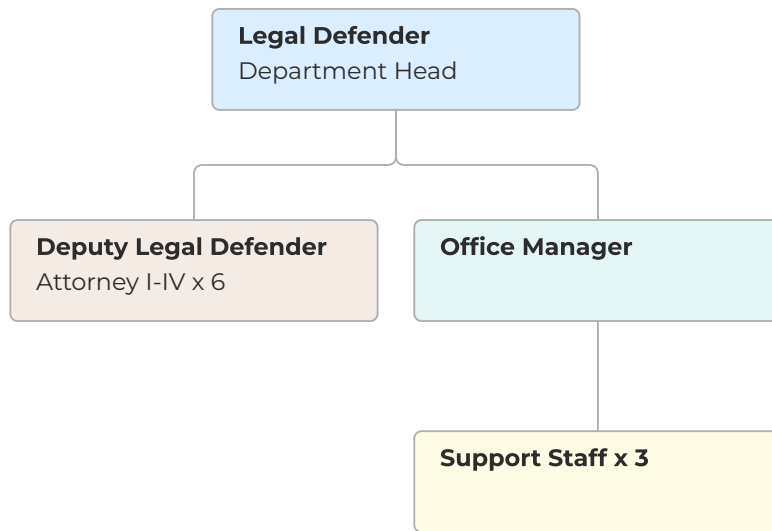 Legal Defender
Department Head
Deputy Legal Defender
Attorney I-IV x 6
Office Manager
Support Staff x 3